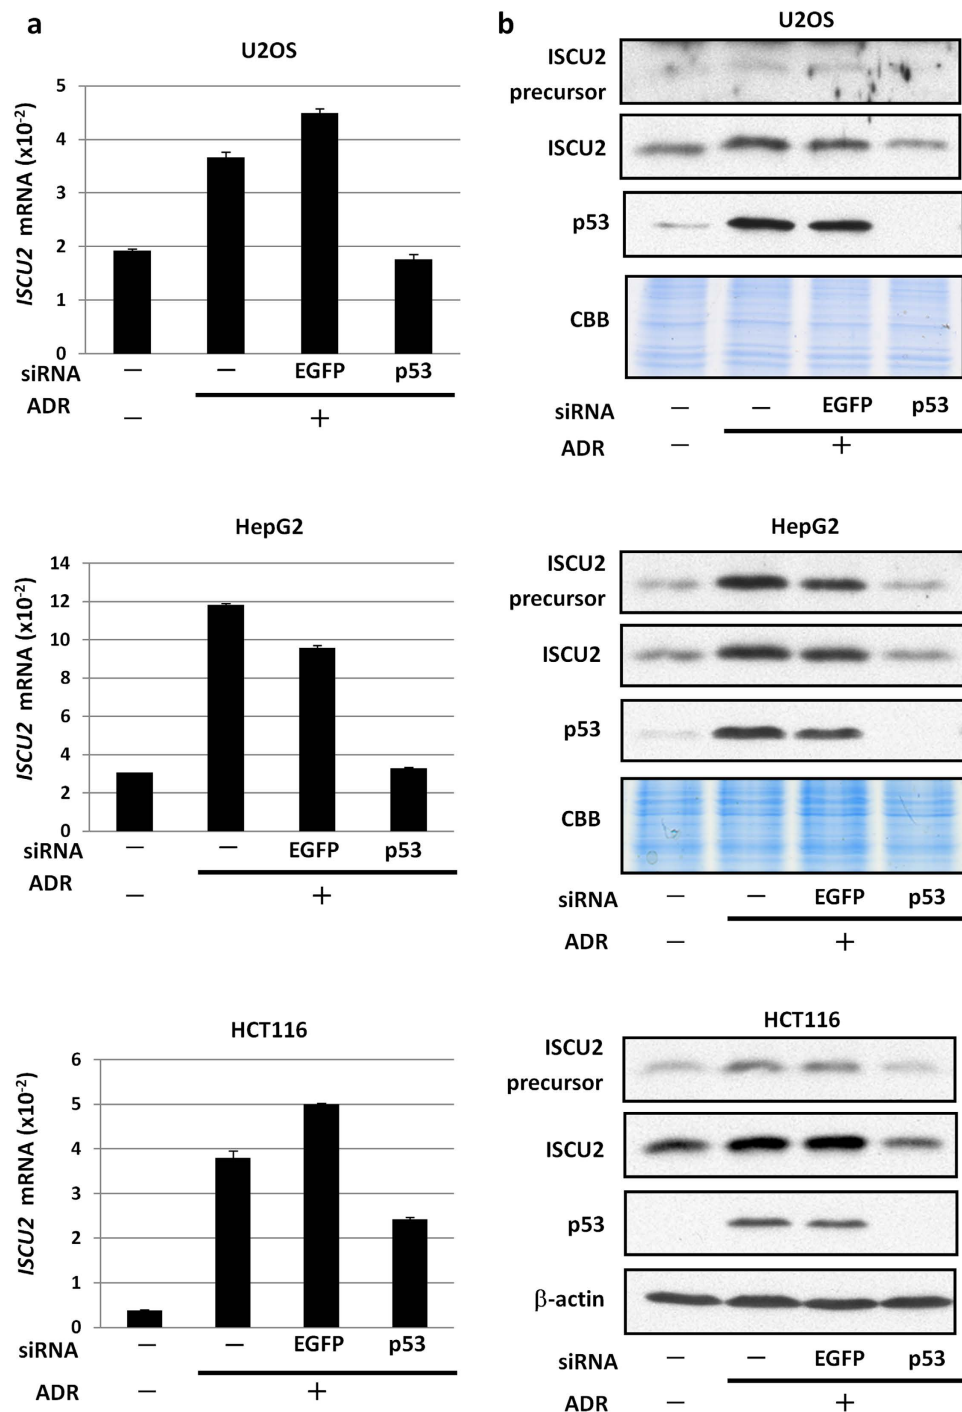 a
U2OS
ISCU2 mRNA (x10-2)
5
4
3
2
1
0
siRNA — — EGFP p53
ADR — +
HepG2
ISCU2 mRNA (x10-2)
14
12
10
8
6
4
2
0
siRNA — — EGFP p53
ADR — +
HCT116
ISCU2 mRNA (x10-2)
6
5
4
3
2
1
0
siRNA — — EGFP p53
ADR — +
b
U2OS
ISCU2
precursor
ISCU2
p53
CBB
siRNA — — EGFP p53
ADR — +
HepG2
ISCU2
precursor
ISCU2
p53
CBB
siRNA — — EGFP p53
ADR — +
HCT116
ISCU2
precursor
ISCU2
p53
β-actin
siRNA — — EGFP p53
ADR — +